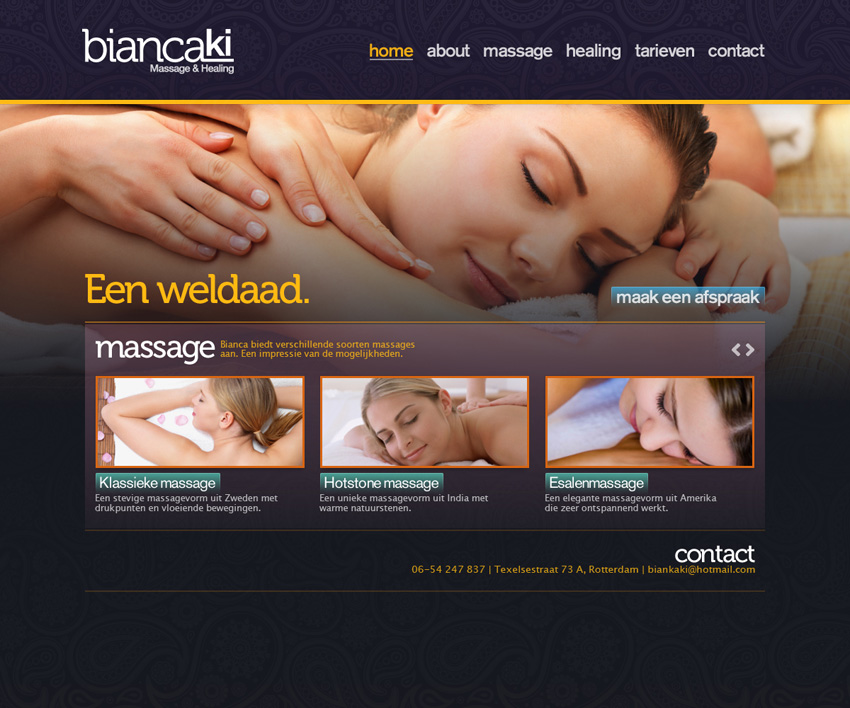 biancaki
Massage & Healing
home about massage healing tarieven contact
Een weldaad.
maak een afspraak
massage
Bianca biedt verschillende soorten massages
aan. Een impressie van de mogelijkheden.
Klassieke massage
Een stevige massagevorm uit Zweden met
drukpunten en vloeiende bewegingen.
Hotstone massage
Een unieke massagevorm uit India met
warme natuurstenen.
Esalenmassage
Een elegante massagevorm uit Amerika
die zeer ontspannend werkt.
contact
06-54 247 837 | Texelsestraat 73 A, Rotterdam | biankaki@hotmail.com